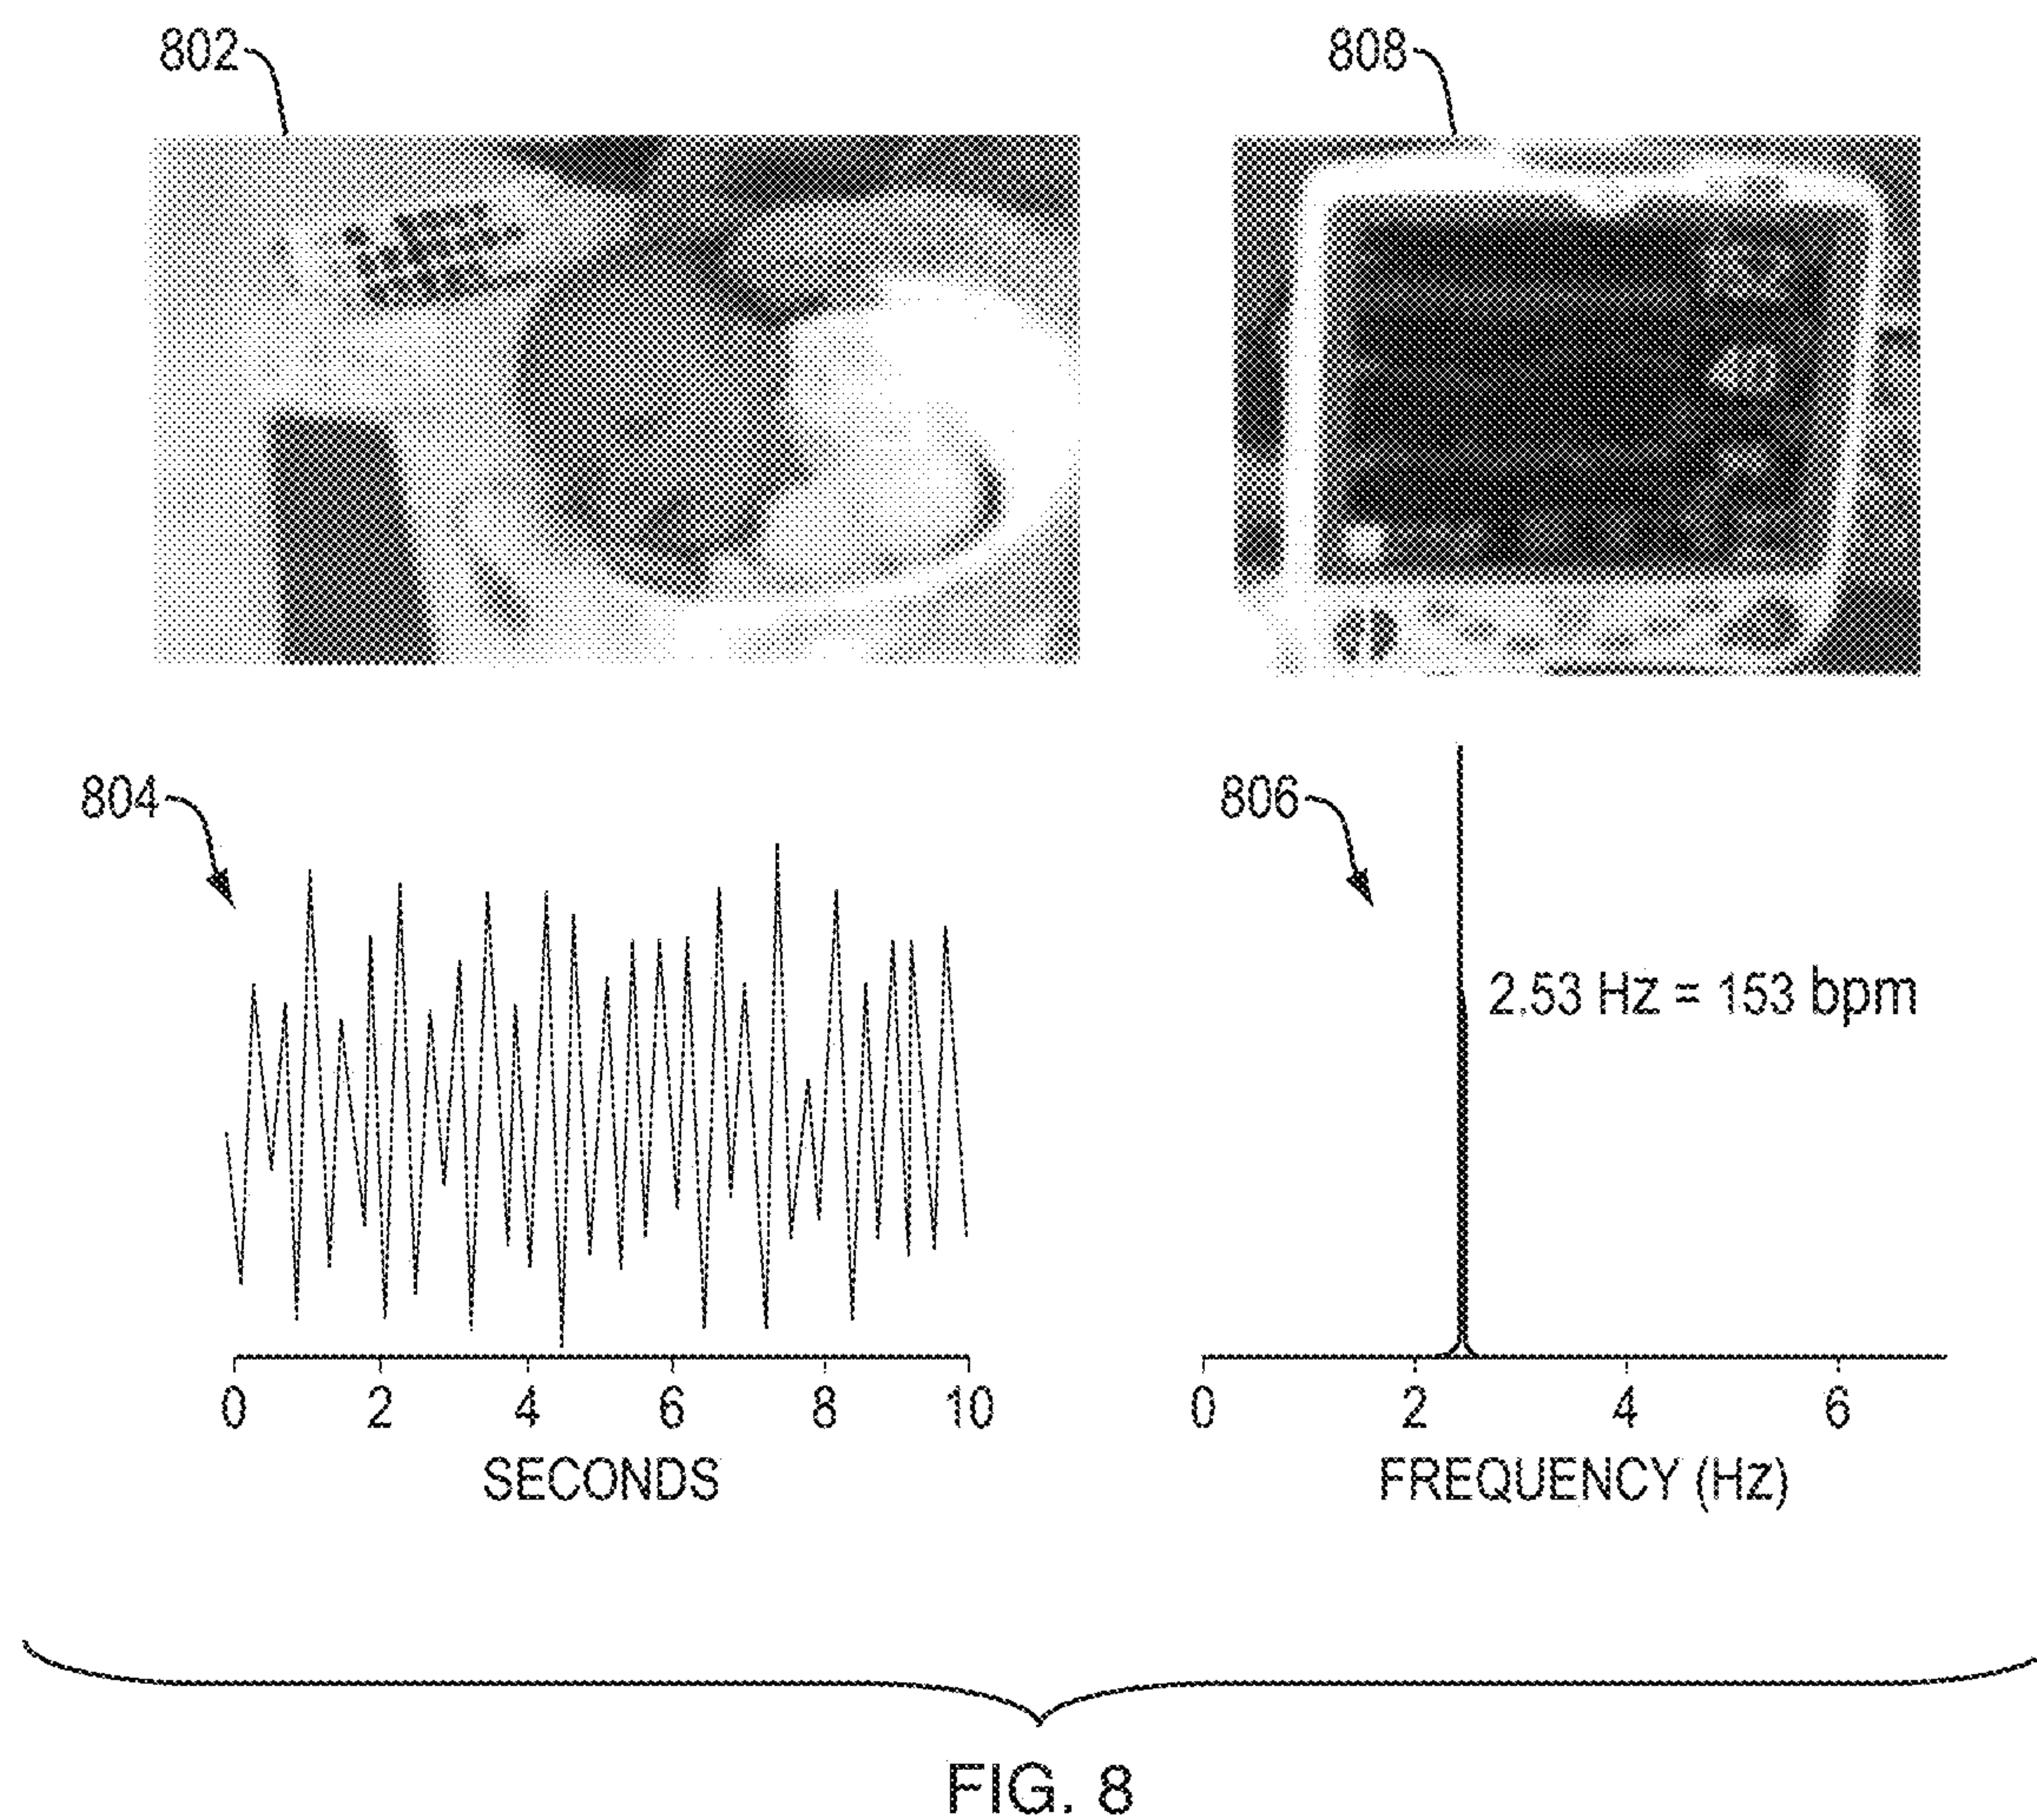 802
808
804
806
2.53 Hz = 153 bpm
0 2 4 6 8 10
SECONDS
0 2 4 6
FREQUENCY (Hz)
FIG. 8